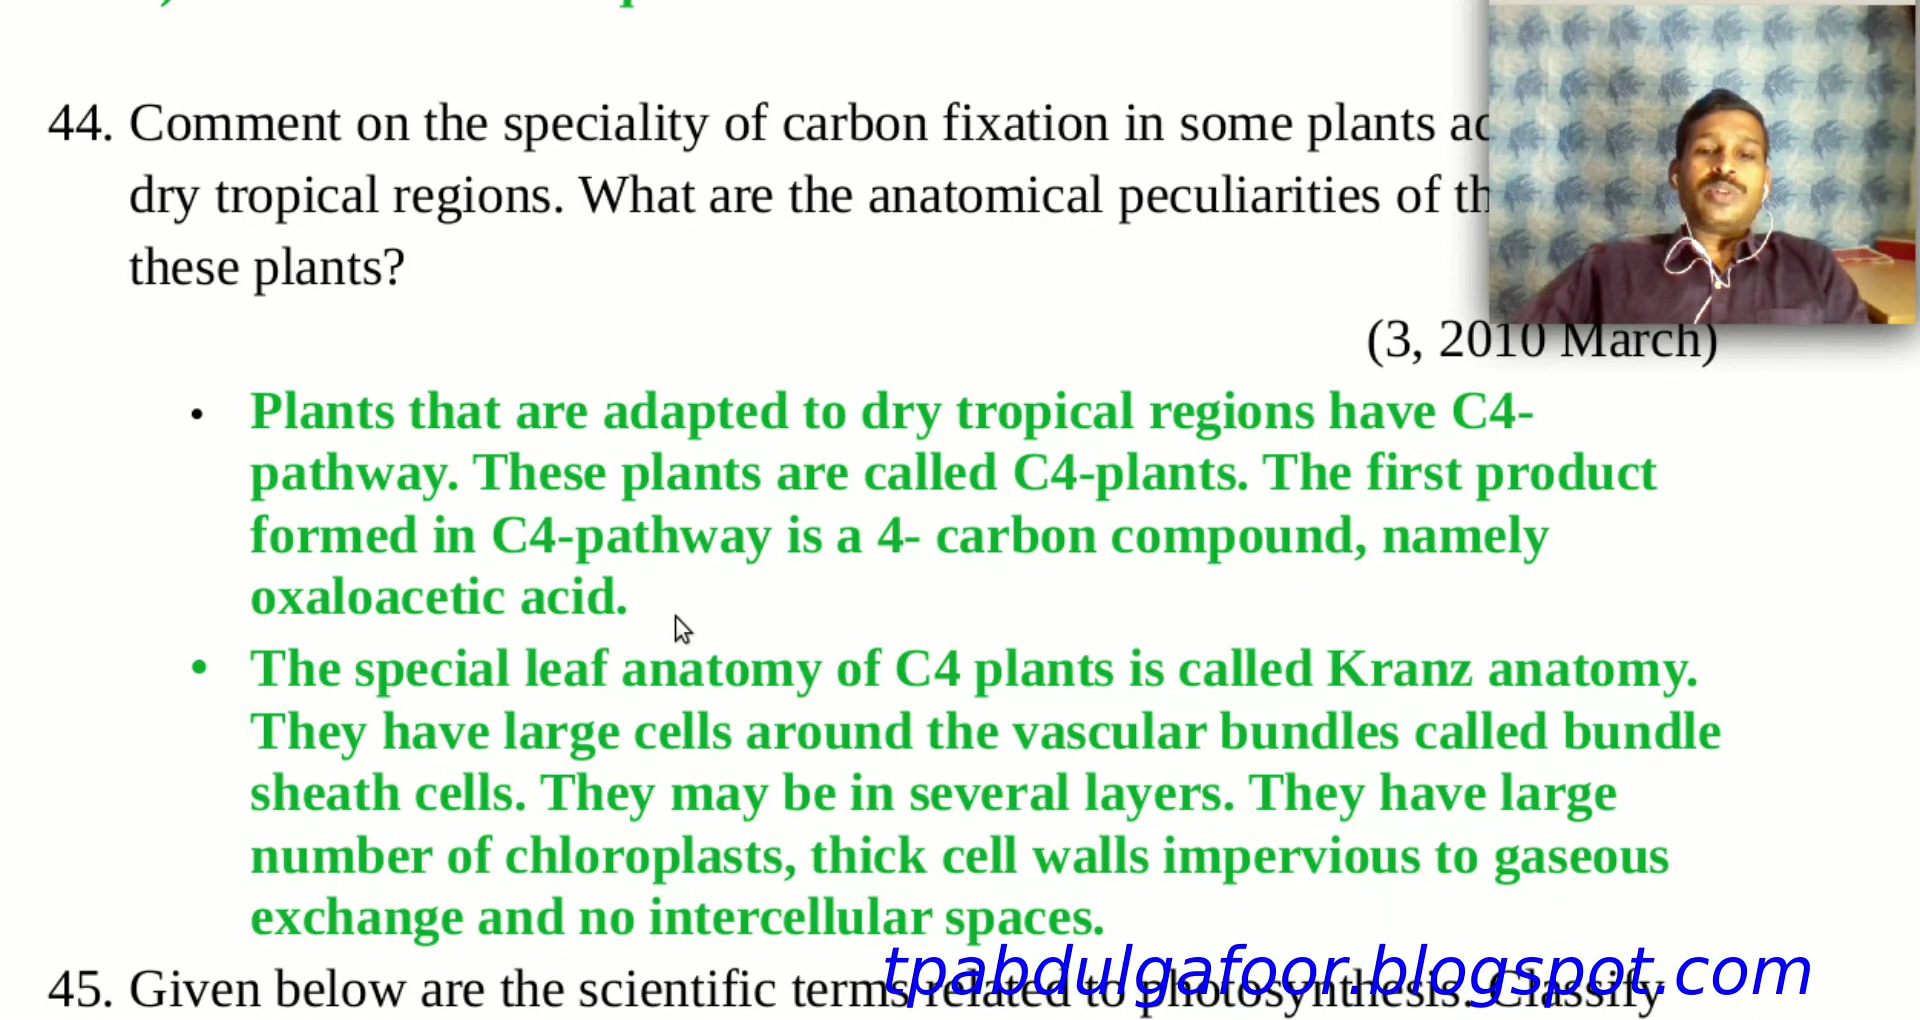 44. Comment on the speciality of carbon fixation in some plants
dry tropical regions. What are the anatomical peculiarities of
these plants?
(3, 2010 March)
• Plants that are adapted to dry tropical regions have C4-
pathway. These plants are called C4-plants. The first product
formed in C4-pathway is a 4- carbon compound, namely
oxaloacetic acid.
• The special leaf anatomy of C4 plants is called Kranz anatomy.
They have large cells around the vascular bundles called bundle
sheath cells. They may be in several layers. They have large
number of chloroplasts, thick cell walls impervious to gaseous
exchange and no intercellular spaces.
tpabdulgafoor.blogspot.com
45. Given below are the scientific terms related to photosynthesis. Classify